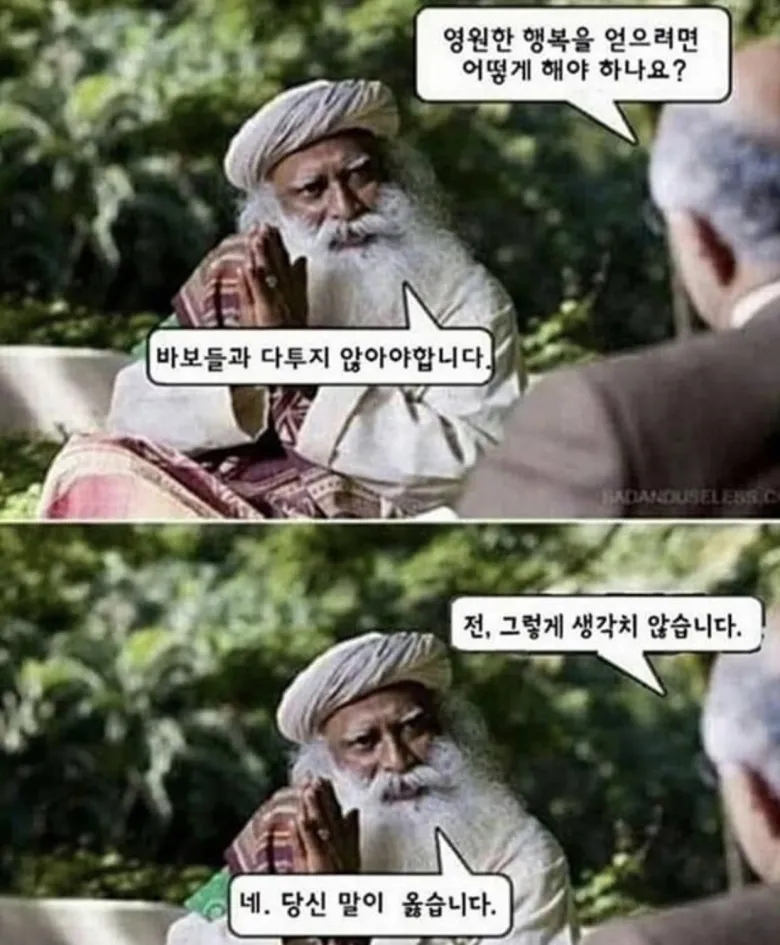 영원한 행복을 얻으려면
어떻게 해야 하나요?
바보들과 다투지 않아야합니다.
BADANDUSELESS.C
전, 그렇게 생각치 않습니다.
네. 당신 말이 옳습니다.